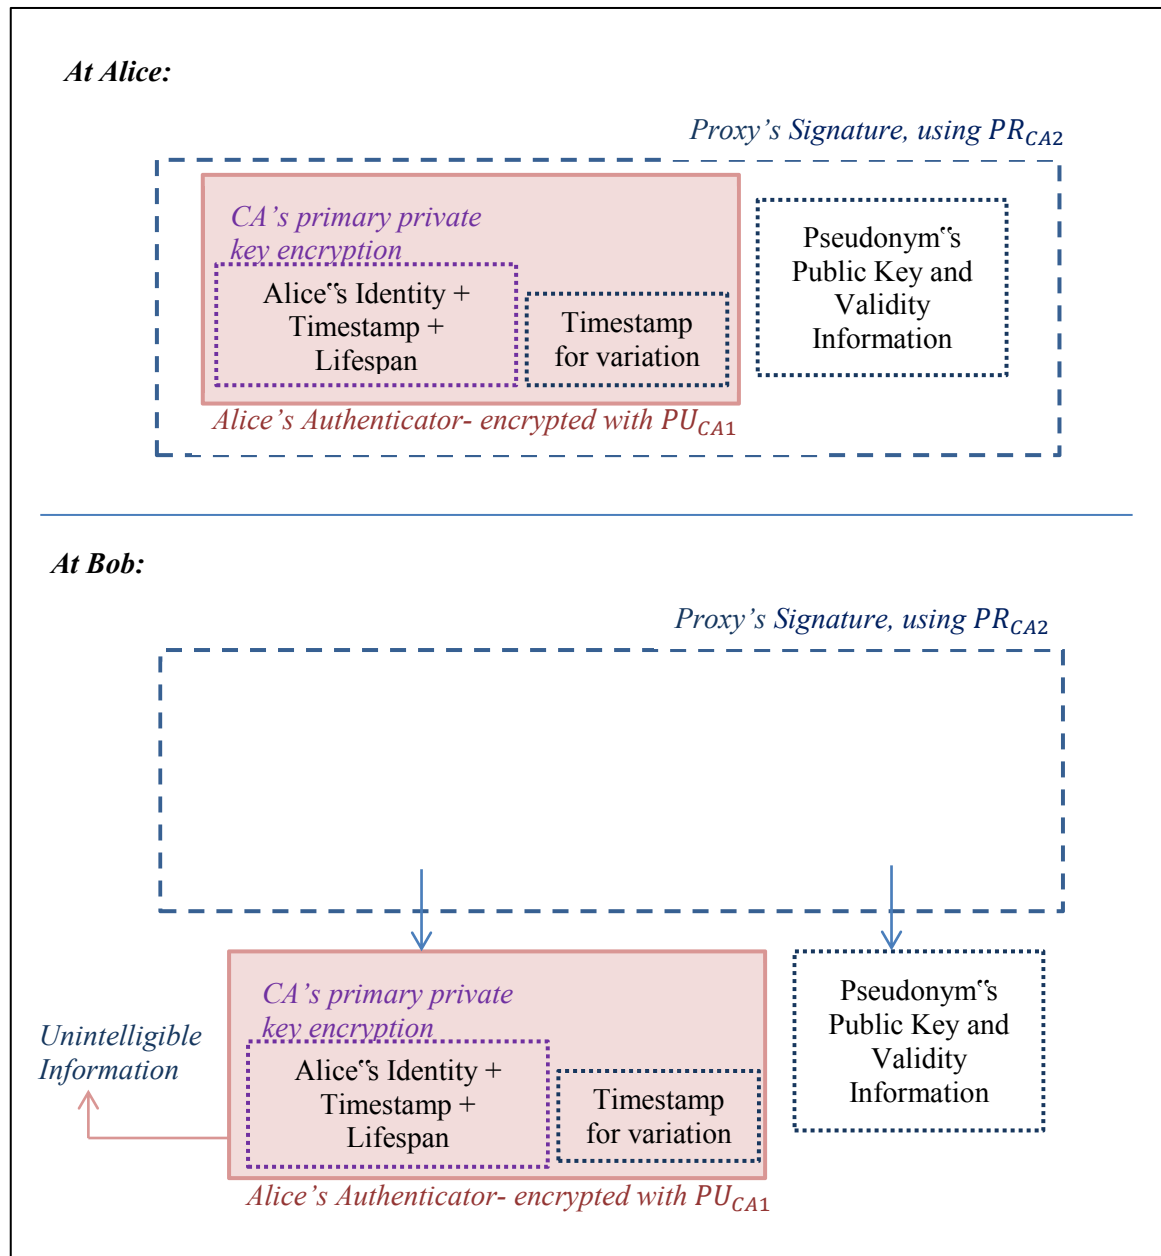 At Alice:
Proxy’s Signature, using PR_CA2
CA’s primary private
key encryption
Alice‟s Identity +
Timestamp +
Lifespan
Timestamp
for variation
Pseudonym‟s
Public Key and
Validity
Information
Alice’s Authenticator- encrypted with PU_CA1
At Bob:
Proxy’s Signature, using PR_CA2
CA’s primary private
key encryption
Alice‟s Identity +
Timestamp +
Lifespan
Timestamp
for variation
Pseudonym‟s
Public Key and
Validity
Information
Unintelligible
Information
Alice’s Authenticator- encrypted with PU_CA1